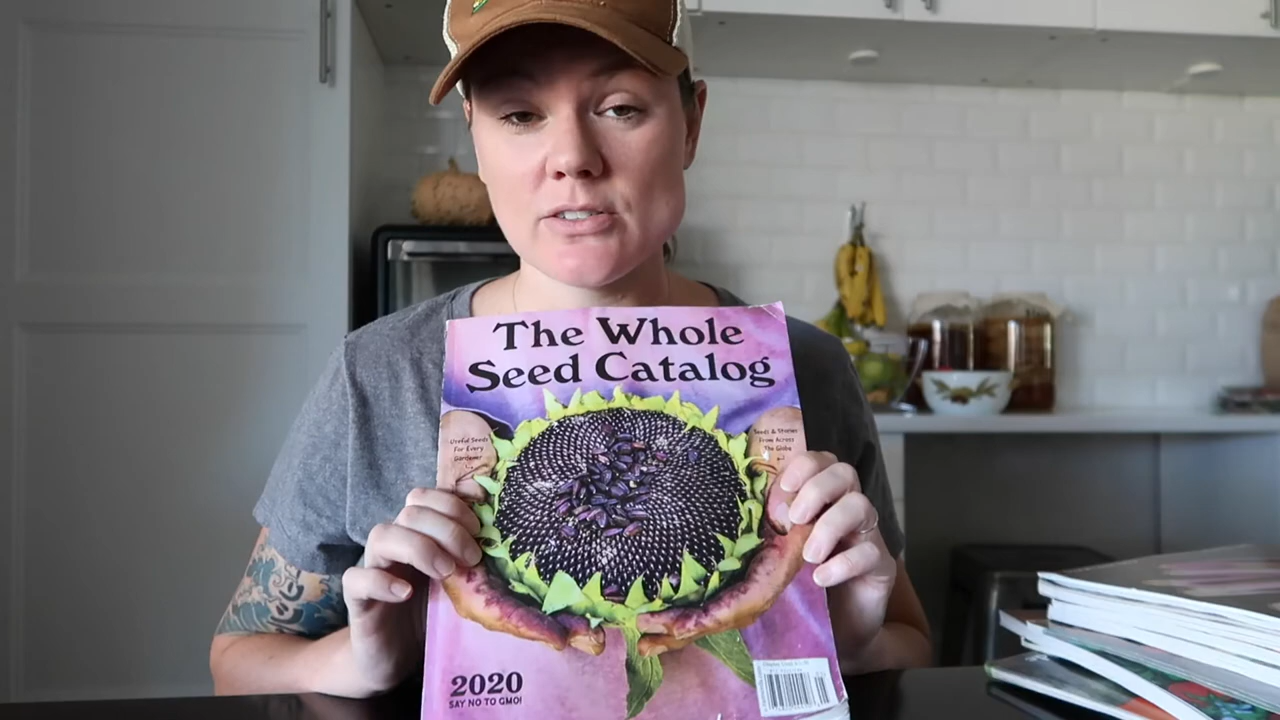 The Whole
Seed Catalog
Useful Seeds
For Every
Gardener
Seeds & Stories
From Across
The Globe
2020
SAY NO TO GMO!